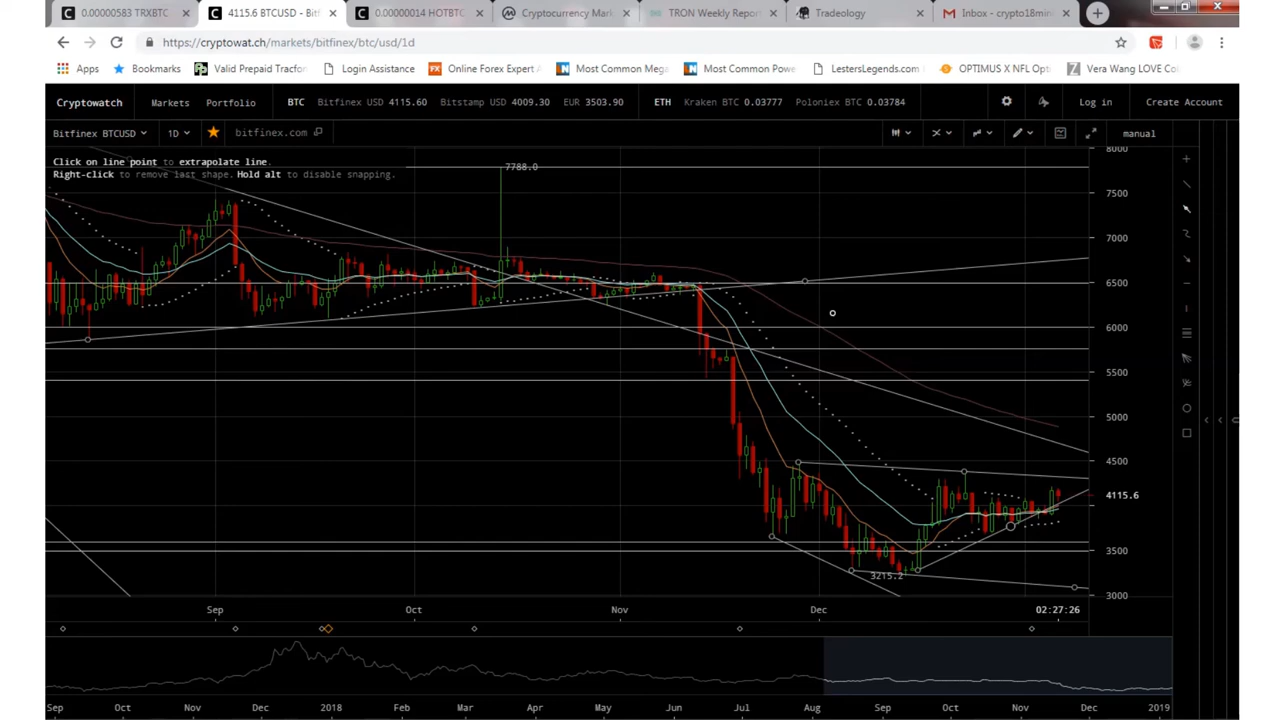 0.00000583 TRXBTC
4115.6 BTCUSD - Bitf
0.00000014 HOTBTC
Cryptocurrency Mark
TRON Weekly Report
Tradeology
Inbox - crypto18min
https://cryptowat.ch/markets/bitfinex/btc/usd/1d
Apps
Bookmarks
Valid Prepaid Tracfon
Login Assistance
FX Online Forex Expert A
N Most Common Mega
N Most Common Powe
LestersLegends.com
OPTIMUS X NFL Opti
Z Vera Wang LOVE Co
Cryptowatch
Markets
Portfolio
BTC Bitfinex USD 4115.60 Bitstamp USD 4009.30 EUR 3503.90
ETH Kraken BTC 0.03777 Poloniex BTC 0.03784
Log in
Create Account
Bitfinex BTCUSD
1D
bitfinex.com
manual
Click on line point to extrapolate line.
Right-click to remove last shape. Hold alt to disable snapping.
7788.0
3215.2
8000
7500
7000
6500
6000
5500
5000
4500
4115.6
3500
3000
Sep Oct Nov Dec 02:27:26
Sep Oct Nov Dec 2018 Feb Mar Apr May Jun Jul Aug Sep Oct Nov Dec 2019